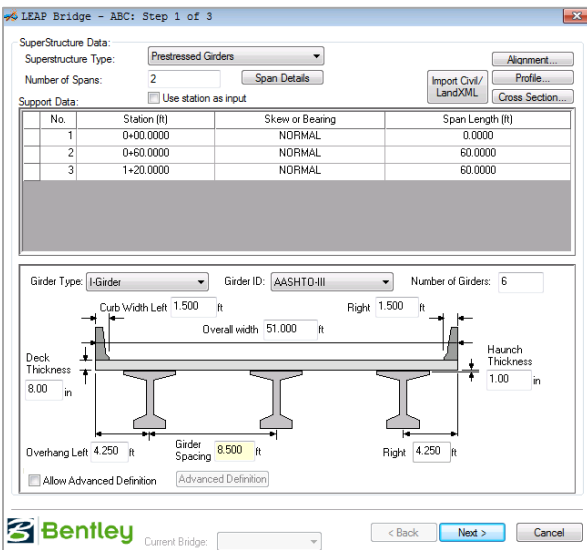 LEAP Bridge - ABC: Step 1 of 3
SuperStructure Data:
Superstructure Type: Prestressed Girders Alignment...
Number of Spans: 2 Span Details Import Civil/ LandXML Profile...
Support Data: Use station as input Cross Section...
No. Station (ft) Skew or Bearing Span Length (ft)
1 0+00.0000 NORMAL 0.0000
2 0+60.0000 NORMAL 60.0000
3 1+20.0000 NORMAL 60.0000
Girder Type: I-Girder Girder ID: AASHTO-III Number of Girders: 6
Curb Width Left 1.500 ft Right 1.500 ft
Overall width 51.000 ft
Deck Thickness 8.00 in
Haunch Thickness 1.00 in
Overhang Left 4.250 ft Girder Spacing 8.500 ft Right 4.250 ft
Allow Advanced Definition Advanced Definition
Bentley Current Bridge: < Back Next > Cancel